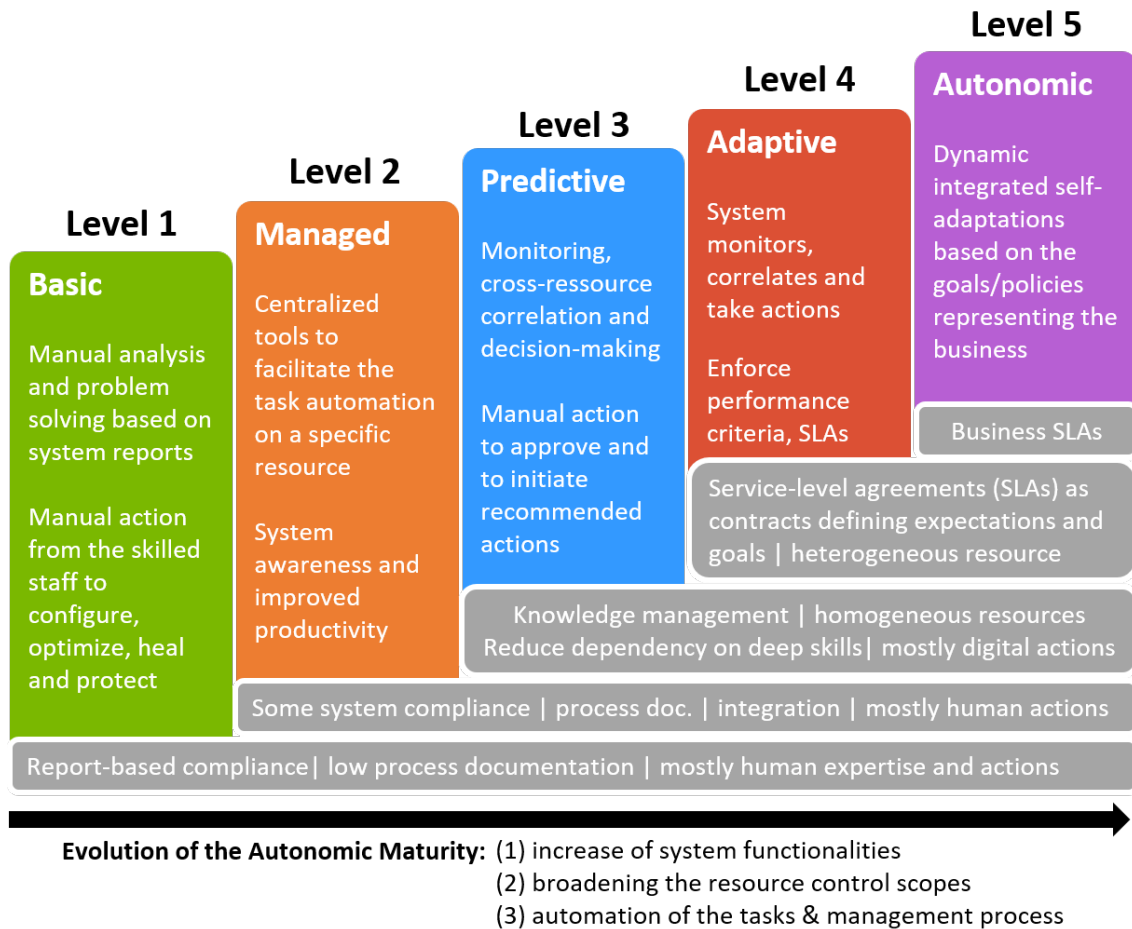 Level 1
Basic
Manual analysis
and problem
solving based on
system reports
Manual action
from the skilled
staff to
configure,
optimize, heal
and protect
Level 2
Managed
Centralized
tools to
facilitate the
task automation
on a specific
resource
System
awareness and
improved
productivity
Level 3
Predictive
Monitoring,
cross-ressource
correlation and
decision-making
Manual action
to approve and
to initiate
recommended
actions
Level 4
Adaptive
System
monitors,
correlates and
take actions
Enforce
performance
criteria, SLAs
Level 5
Autonomic
Dynamic
integrated self-
adaptations
based on the
goals/policies
representing the
business
Business SLAs
Service-level agreements (SLAs) as
contracts defining expectations and
goals | heterogeneous resource
Knowledge management | homogeneous resources
Reduce dependency on deep skills| mostly digital actions
Some system compliance | process doc. | integration | mostly human actions
Report-based compliance| low process documentation | mostly human expertise and actions
Evolution of the Autonomic Maturity: (1) increase of system functionalities
(2) broadening the resource control scopes
(3) automation of the tasks & management process